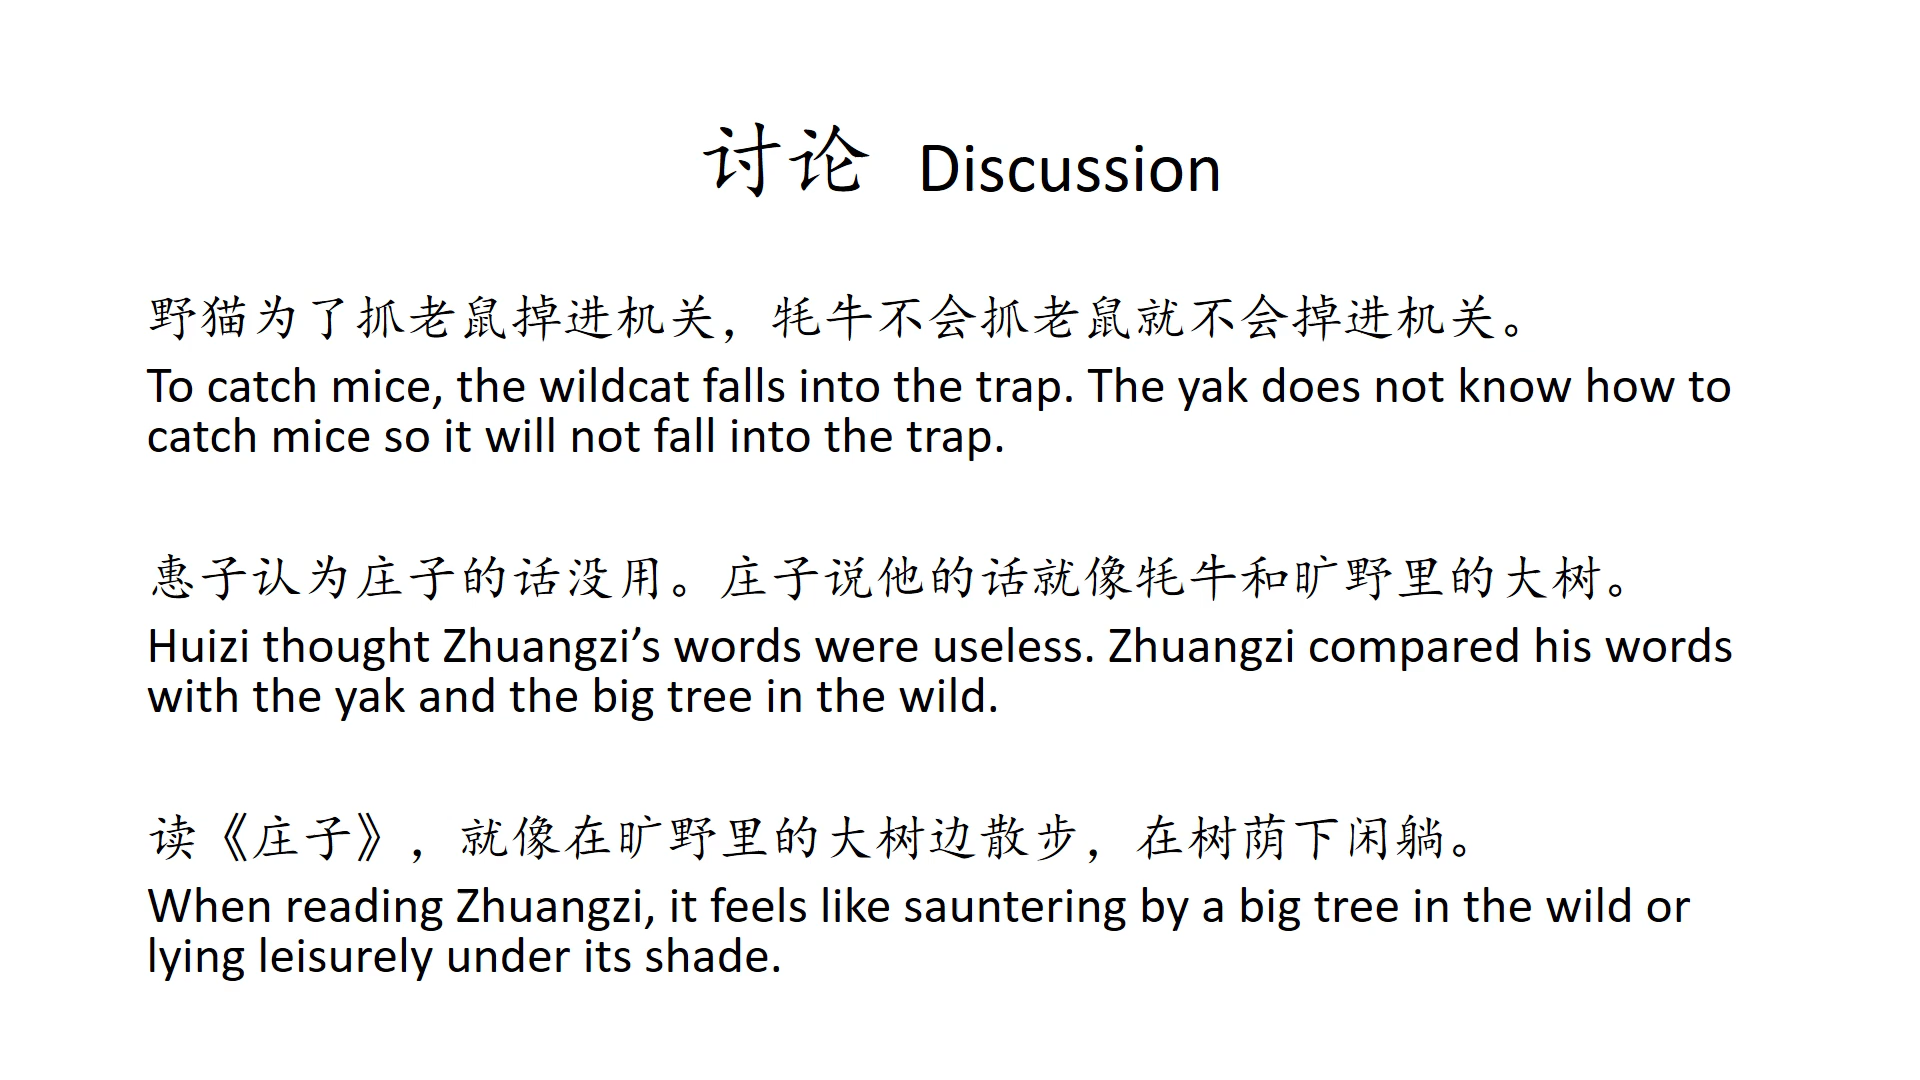 讨论 Discussion
野猫为了抓老鼠掉进机关，牦牛不会抓老鼠就不会掉进机关。
To catch mice, the wildcat falls into the trap. The yak does not know how to
catch mice so it will not fall into the trap.
惠子认为庄子的话没用。庄子说他的话就像牦牛和旷野里的大树。
Huizi thought Zhuangzi’s words were useless. Zhuangzi compared his words
with the yak and the big tree in the wild.
读《庄子》，就像在旷野里的大树边散步，在树荫下闲躺。
When reading Zhuangzi, it feels like sauntering by a big tree in the wild or
lying leisurely under its shade.